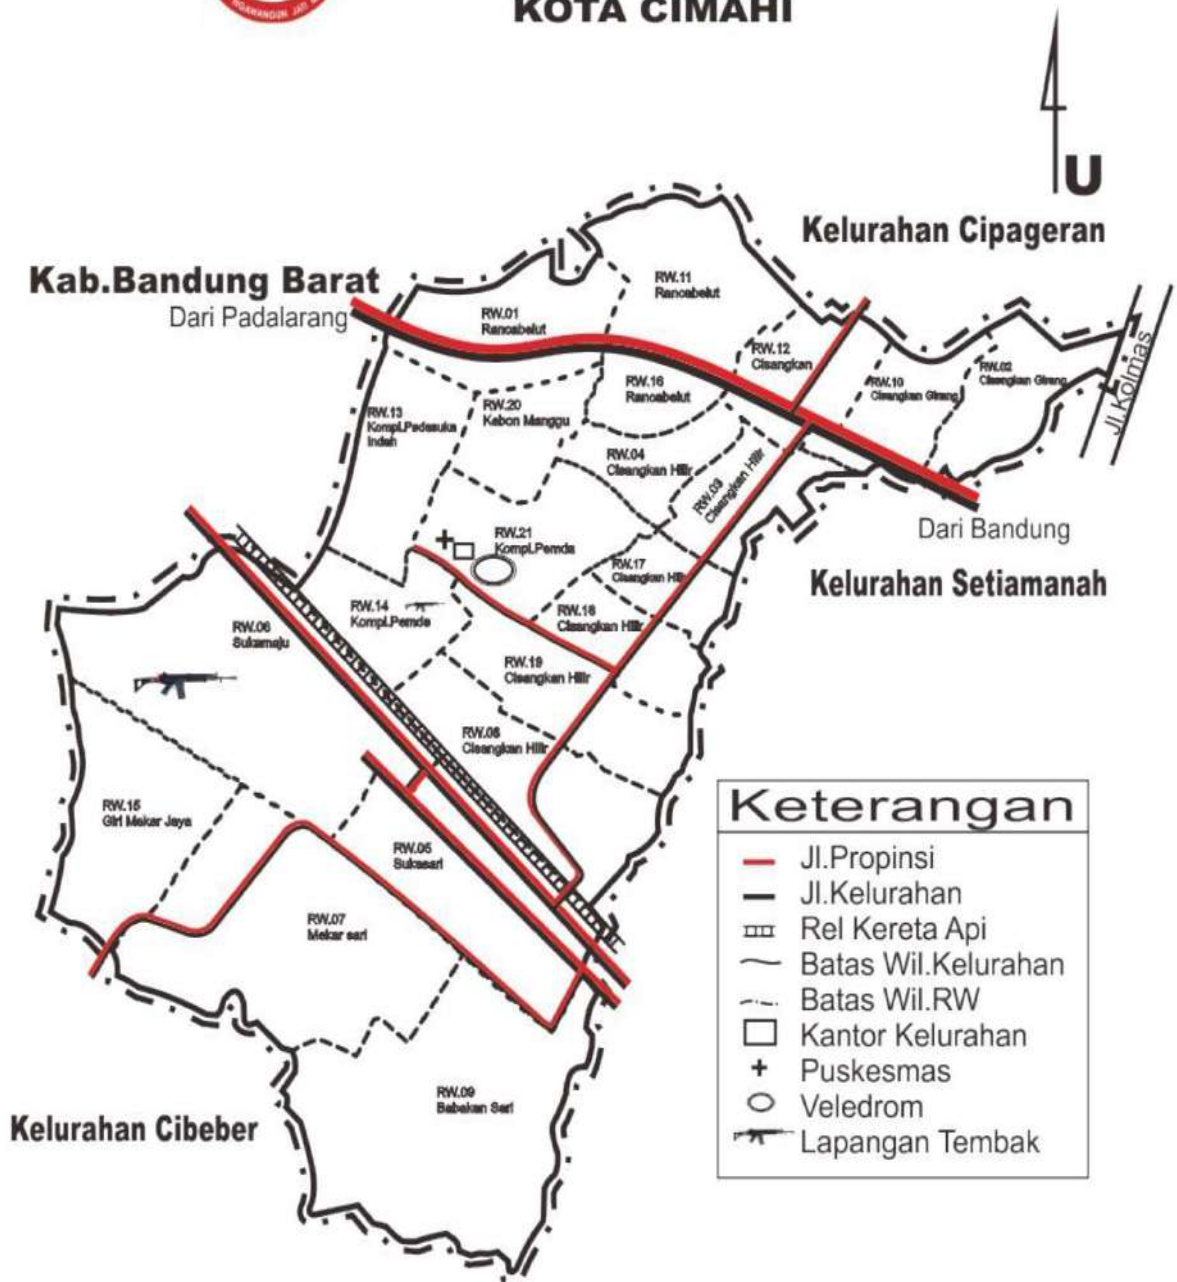 NGAWANGUN JATI
KOTA CIMAHI
U
Kelurahan Cipageran
Kab.Bandung Barat
Dari Padalarang
RW.11
Rancabelut
RW.01
Rancabelut
RW.12
Cisangkan
RW.02
Cisangkan Girang
RW.10
Cisangkan Girang
Jl.Kolmas
RW.16
Rancabelut
RW.13
Kompl.Padasuka
Indah
RW.20
Kebon Manggu
RW.04
Cisangkan Hilir
RW.03
Cisangkan Hilir
Dari Bandung
RW.21
Kompl.Pemda
RW.17
Cisangkan Hilir
Kelurahan Setiamanah
RW.14
Kompl.Pemda
RW.18
Cisangkan Hilir
RW.06
Sukamaju
RW.19
Cisangkan Hilir
RW.08
Cisangkan Hilir
RW.15
Giri Mekar Jaya
RW.05
Sukasari
RW.07
Mekar sari
RW.09
Babakan Sari
Kelurahan Cibeber
Keterangan
Jl.Propinsi
Jl.Kelurahan
Rel Kereta Api
Batas Wil.Kelurahan
Batas Wil.RW
Kantor Kelurahan
Puskesmas
Veledrom
Lapangan Tembak